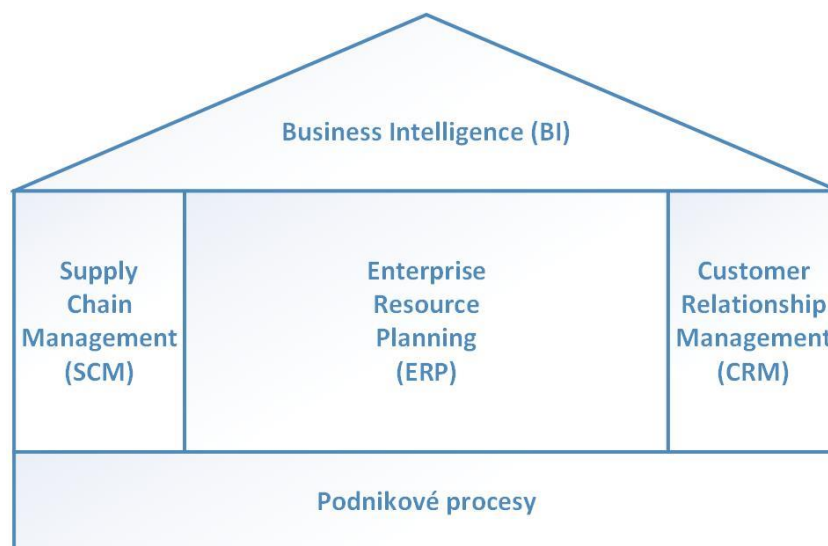 Business Intelligence (BI)
Supply
Chain
Management
(SCM)
Enterprise
Resource
Planning
(ERP)
Customer
Relationship
Management
(CRM)
Podnikové procesy